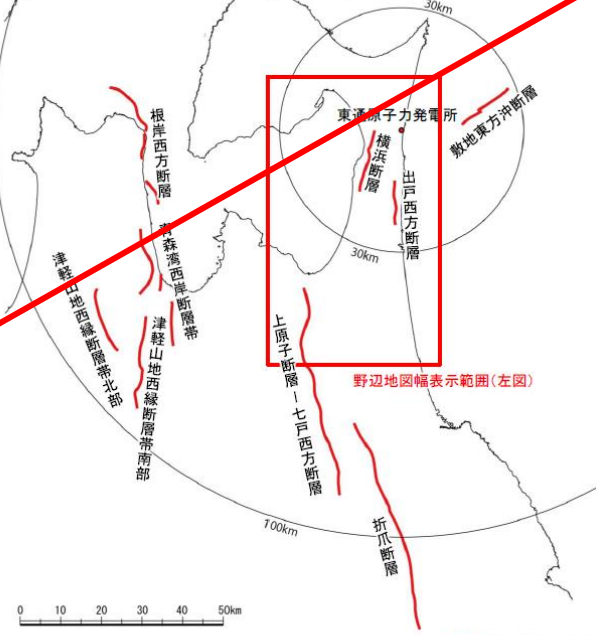 30km
東通原子力発電所
敷地東方沖断層
根岸西方断層
横浜断層
出戸西方断層
30km
青森湾西岸断層帯
津軽山地西縁断層帯北部
津軽山地西縁断層帯南部
上原子断層－七戸西方断層
野辺地図幅表示範囲(左図)
折爪断層
100km
0 10 20 30 40 50km